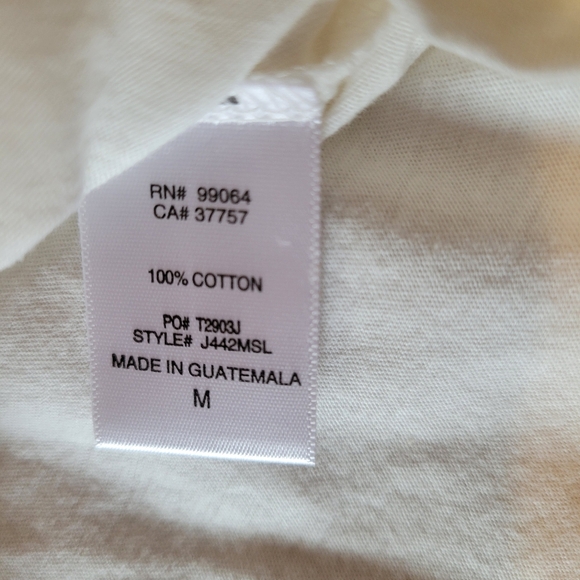 RN# 99064
CA# 37757
100% COTTON
PO# T2903J
STYLE# J442MSL
MADE IN GUATEMALA
M